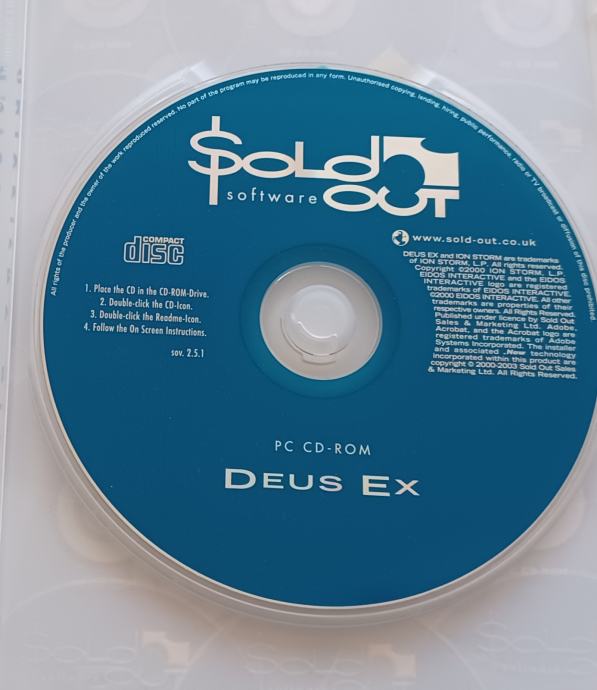 All rights of the producer and the owner of the work reproduced reserved. No part of the program may be reproduced in any form. Unauthorised copying, lending, hiring, public performance, radio or TV broadcast or diffusion of this disc prohibited
$OLD OUT
software
COMPACT
disc
1. Place the CD in the CD-ROM-Drive.
2. Double-click the CD-Icon.
3. Double-click the Readme-Icon.
4. Follow the On Screen Instructions.
sov. 2.5.1
www.sold-out.co.uk
DEUS EX and ION STORM are trademarks
of ION STORM, L.P. All rights reserved.
Copyright ©2000 ION STORM, L.P.
EIDOS INTERACTIVE and the EIDOS
INTERACTIVE logo are registered
trademarks of EIDOS INTERACTIVE.
©2000 EIDOS INTERACTIVE. All other
trademarks are properties of their
respective owners. All Rights Reserved.
Published under licence by Sold Out
Sales & Marketing Ltd. Adobe,
Acrobat, and the Acrobat logo are
registered trademarks of Adobe
Systems Incorporated. The installer
and associated .New technology
incorporated within this product are
copyright © 2000-2003 Sold Out Sales
& Marketing Ltd. All Rights Reserved.
PC CD-ROM
DEUS EX